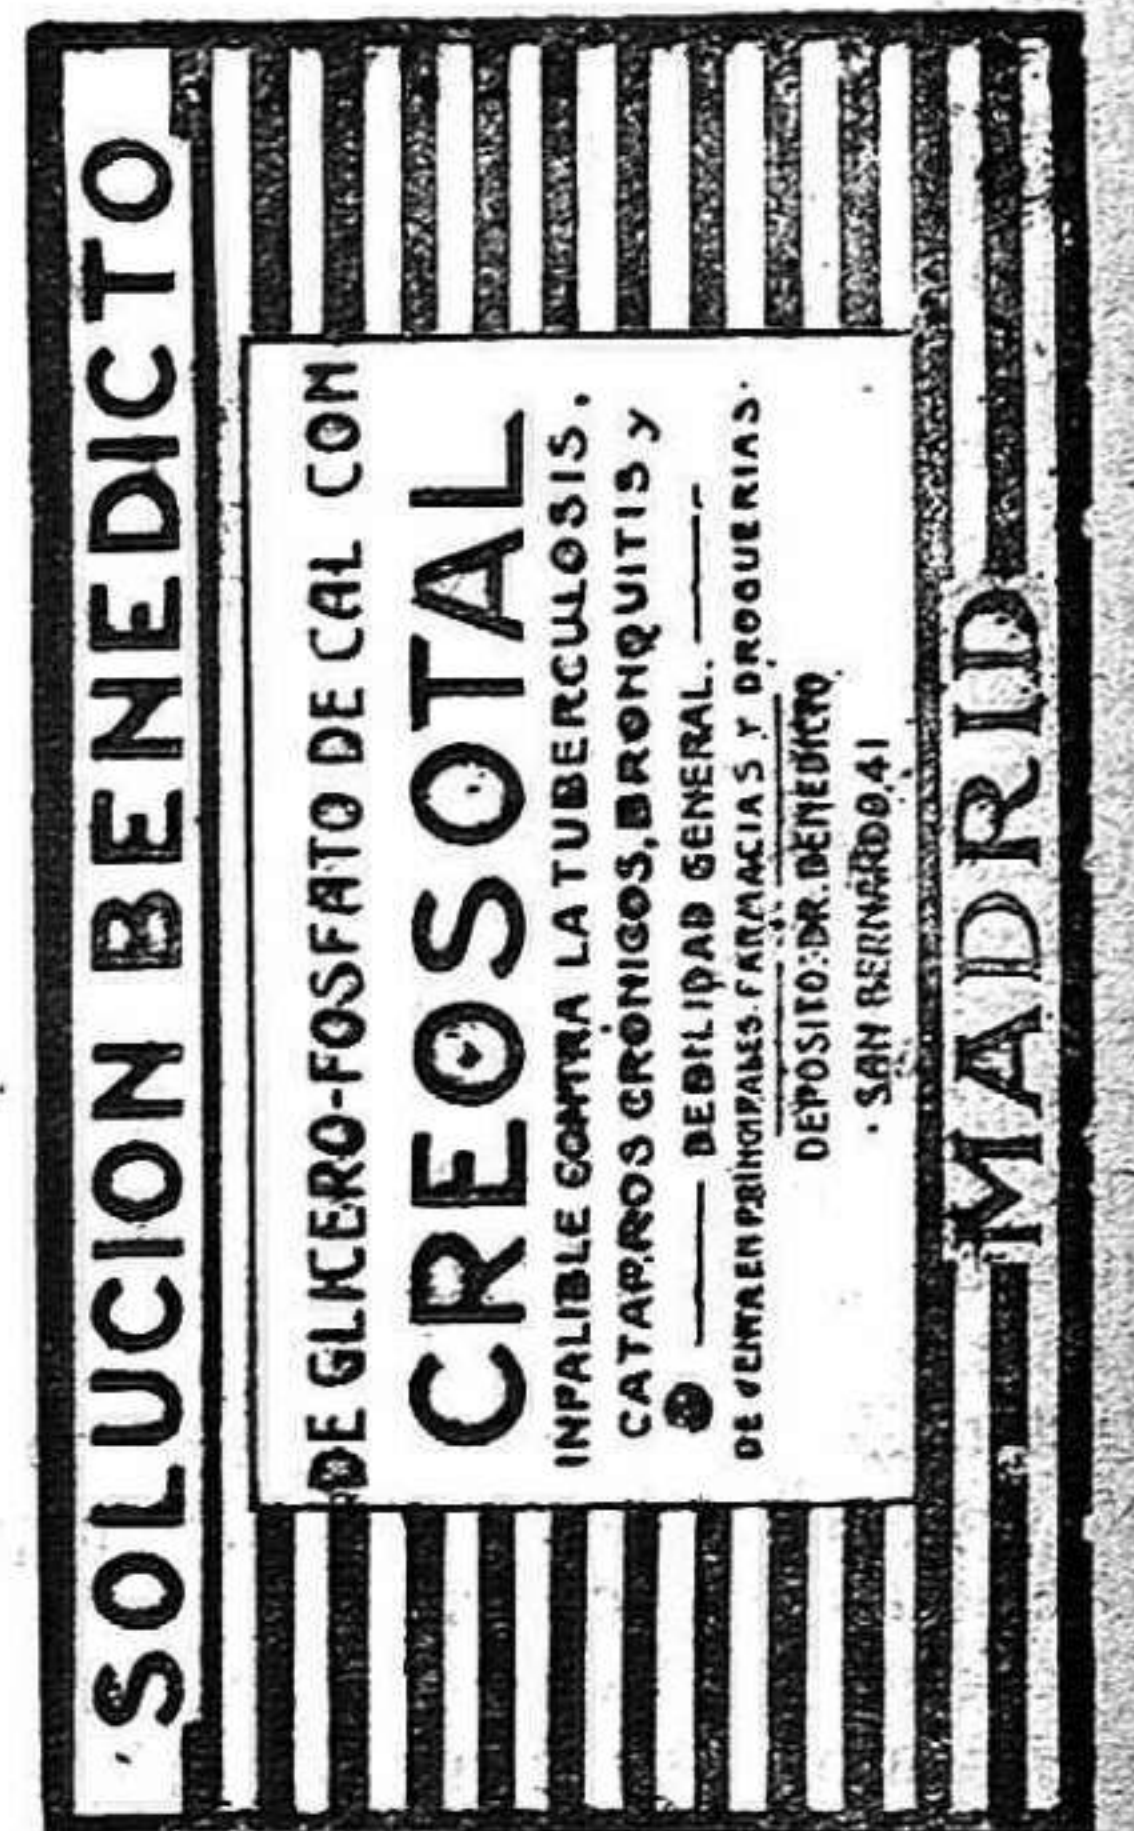 SOLUCION BENEDICTO
DE GLICERO-FOSFATO DE CAL CON
CREOSOTAL
INFALIBLE CONTRA LA TUBERCULOSIS,
CATARROS CRÓNICOS, BRONQUITIS y
DEBILIDAD GENERAL.
DE VENTA EN PRINCIPALES FARMACIAS Y DROGUERIAS.
DEPOSITO: DR. BENEDICTO
SAN BERNARDO, 41
MADRID